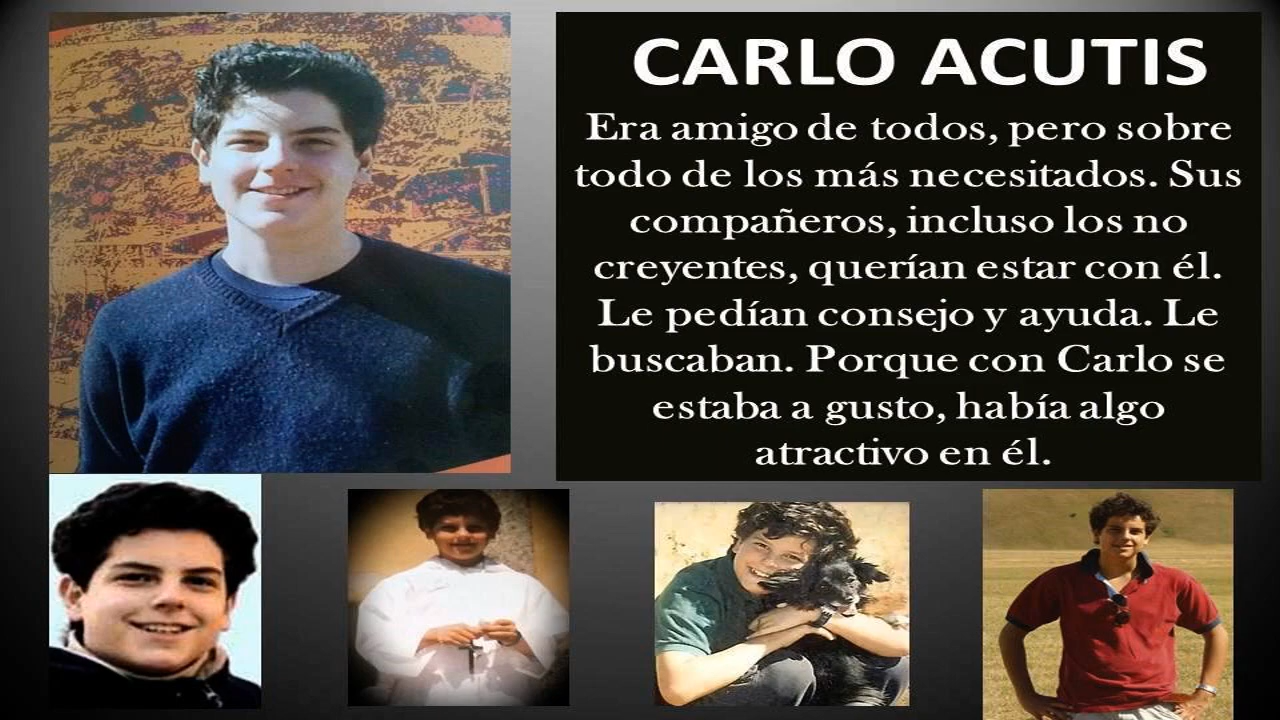 CARLO ACUTIS
Era amigo de todos, pero sobre
todo de los más necesitados. Sus
compañeros, incluso los no
creyentes, querían estar con él.
Le pedían consejo y ayuda. Le
buscaban. Porque con Carlo se
estaba a gusto, había algo
atractivo en él.